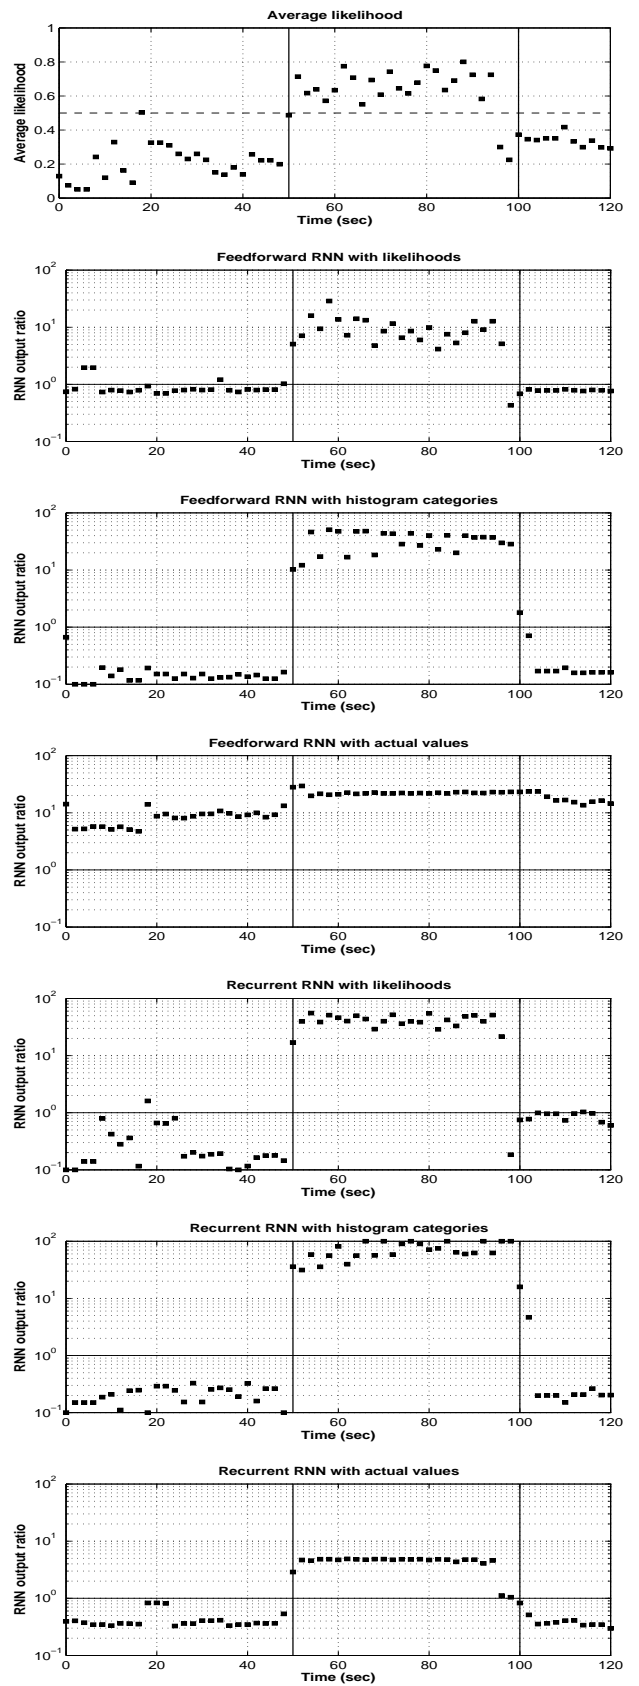 Average likelihood
1
0.8
0.6
0.4
0.2
0
Average likelihood
0 20 40 60 80 100 120
Time (sec)
Feedforward RNN with likelihoods
10^2
10^1
10^0
10^-1
RNN output ratio
0 20 40 60 80 100 120
Time (sec)
Feedforward RNN with histogram categories
10^2
10^1
10^0
10^-1
RNN output ratio
0 20 40 60 80 100 120
Time (sec)
Feedforward RNN with actual values
10^2
10^1
10^0
10^-1
RNN output ratio
0 20 40 60 80 100 120
Time (sec)
Recurrent RNN with likelihoods
10^2
10^1
10^0
10^-1
RNN output ratio
0 20 40 60 80 100 120
Time (sec)
Recurrent RNN with histogram categories
10^2
10^1
10^0
10^-1
RNN output ratio
0 20 40 60 80 100 120
Time (sec)
Recurrent RNN with actual values
10^2
10^1
10^0
10^-1
RNN output ratio
0 20 40 60 80 100 120
Time (sec)